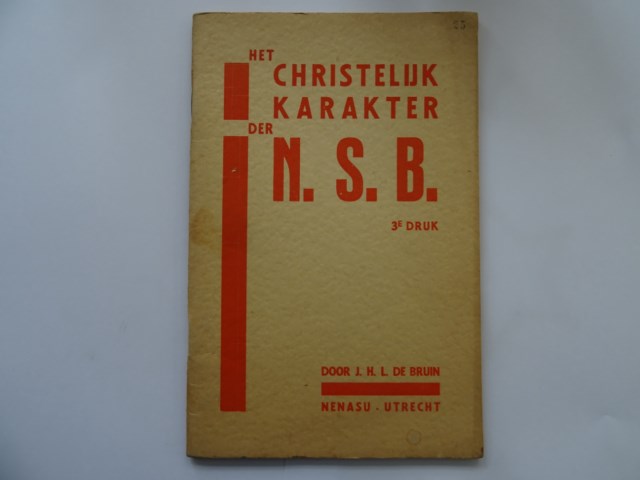 HET
CHRISTELIJK
KARAKTER
DER
N. S. B.
3E DRUK
DOOR J. H. L. DE BRUIN
NENASU - UTRECHT